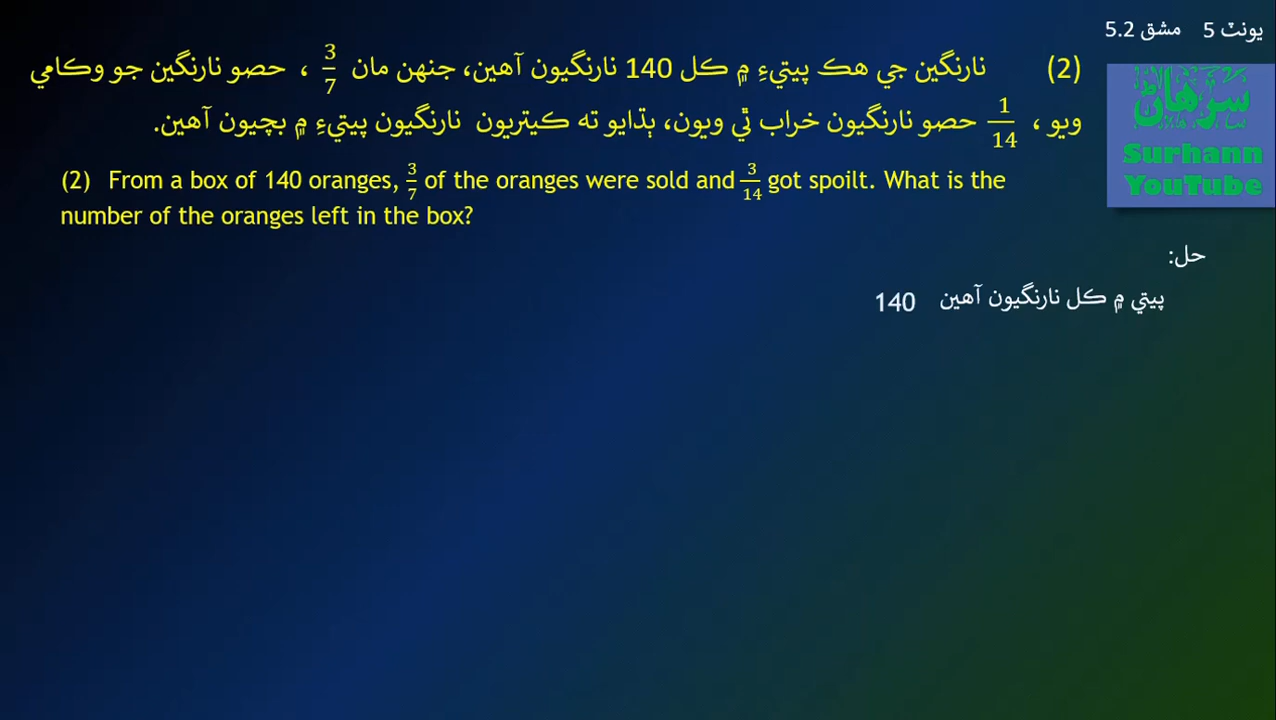 يونٽ 5 مشق 5.2
(2) نارنگين جي هڪ پيتيءِ ۾ ڪل 140 نارنگيون آهين، جنهن مان 3/7 ، حصو نارنگين جو وڪامي
ويو ، 1/14 حصو نارنگيون خراب ٿي ويون، ٻڌايو ته ڪيتريون نارنگيون پيتيءِ ۾ بچيون آهين.
سرهاڻ
Surhann
YouTube
(2) From a box of 140 oranges, 3/7 of the oranges were sold and 3/14 got spoilt. What is the
number of the oranges left in the box?
حل:
پيتي ۾ ڪل نارنگيون آهين 140